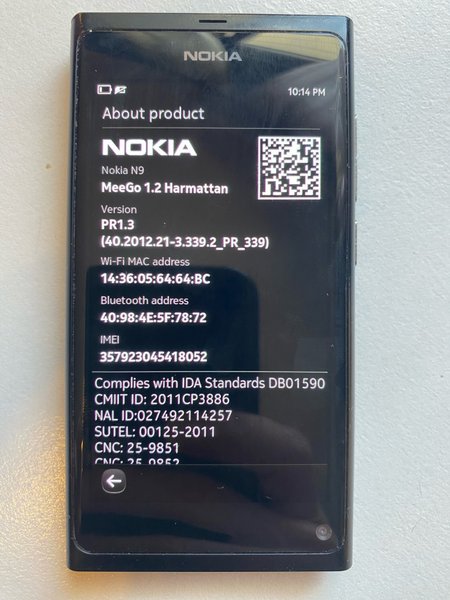 NOKIA
10:14 PM
About product
NOKIA
Nokia N9
MeeGo 1.2 Harmattan
Version
PR1.3
(40.2012.21-3.339.2_PR_339)
Wi-Fi MAC address
14:36:05:64:64:BC
Bluetooth address
40:98:4E:5F:78:72
IMEI
357923045418052
Complies with IDA Standards DB01590
CMIIT ID: 2011CP3886
NAL ID:027492114257
SUTEL: 00125-2011
CNC: 25-9851
CNC: 25-9852